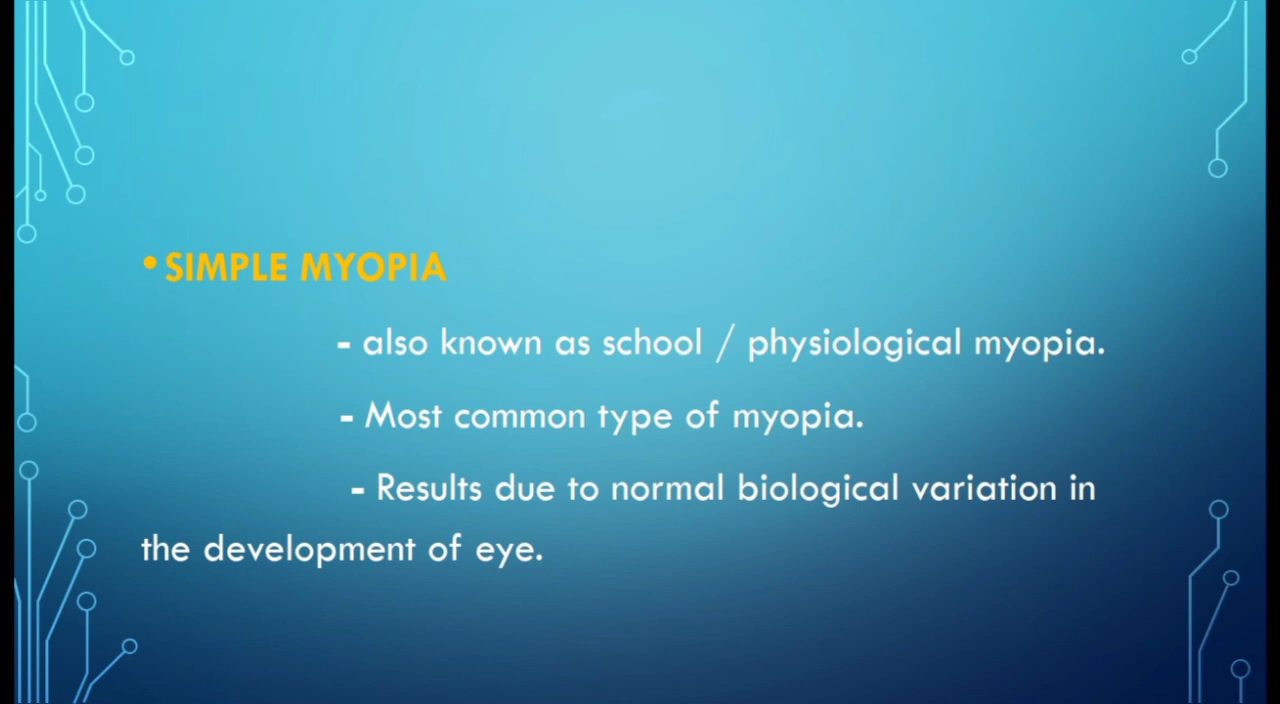 • SIMPLE MYOPIA
- also known as school / physiological myopia.
- Most common type of myopia.
- Results due to normal biological variation in
the development of eye.